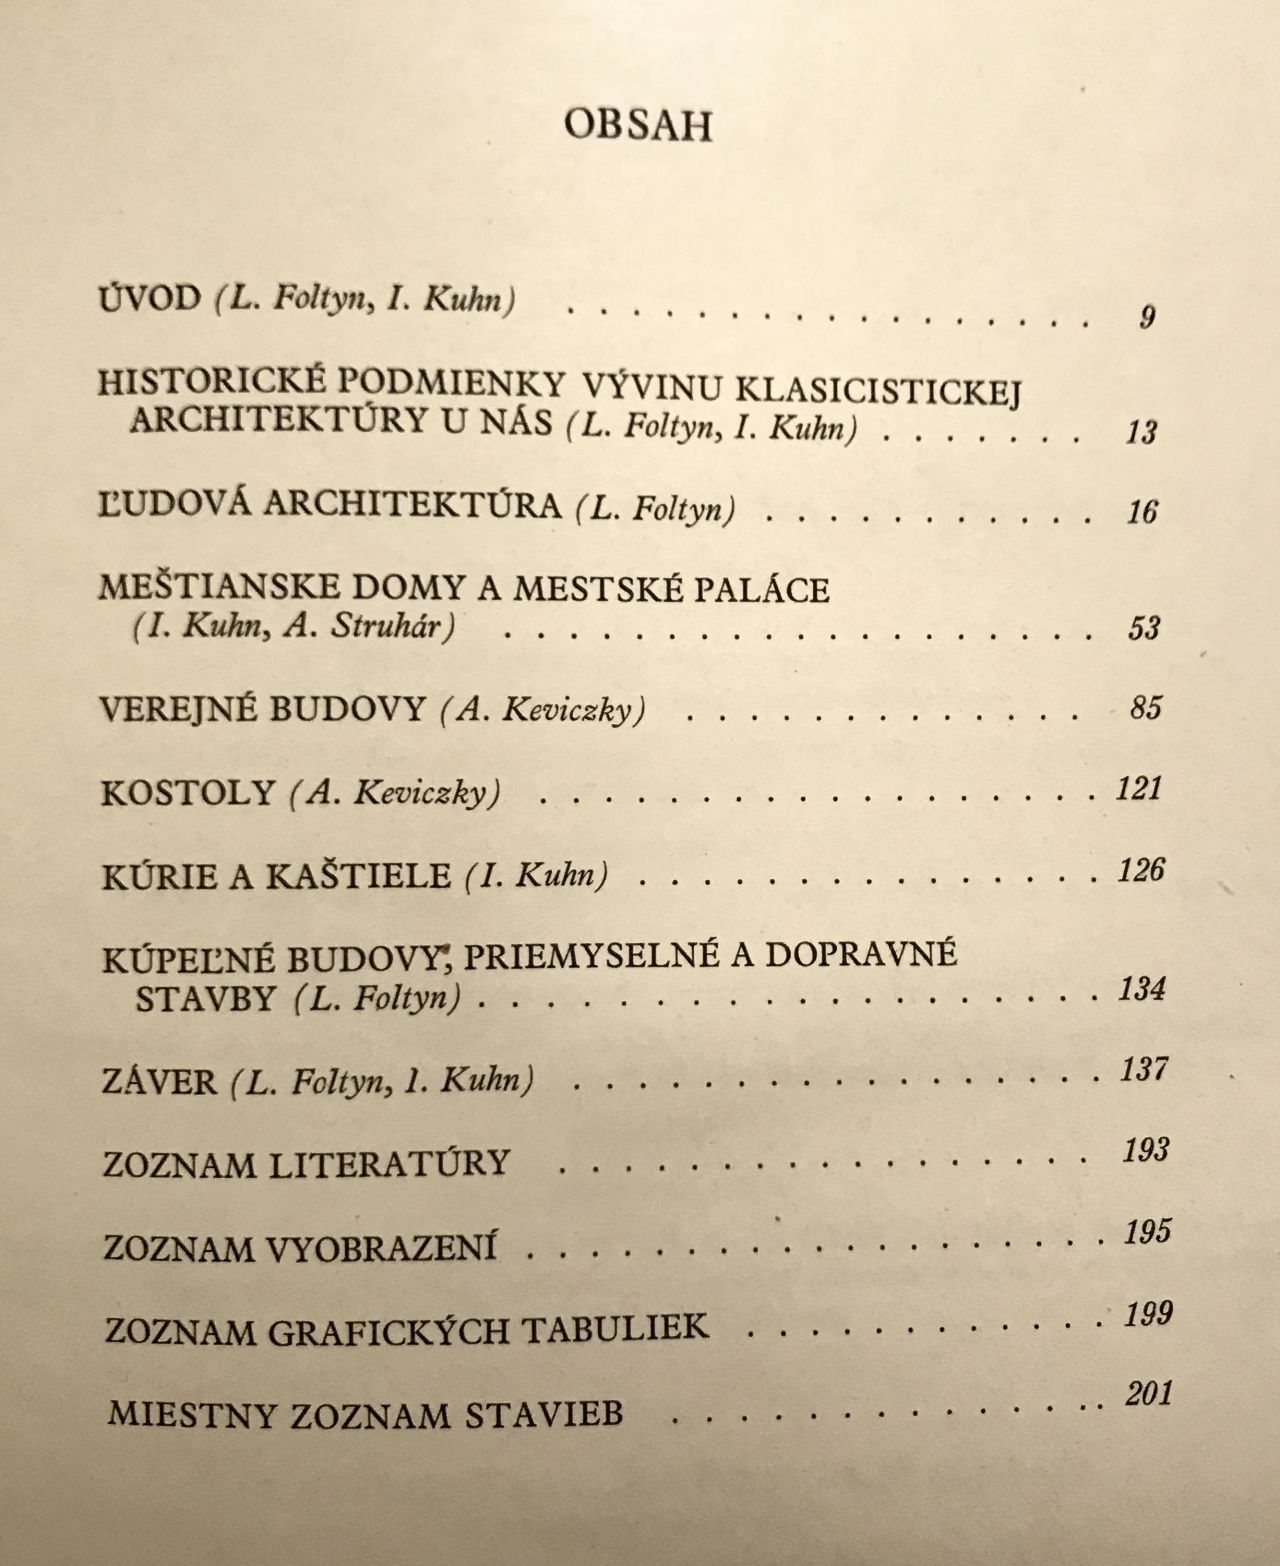 OBSAH
ÚVOD (L. Foltyn, I. Kuhn) . . . . . . . . . . . . . . . . . 9
HISTORICKÉ PODMIENKY VÝVINU KLASICISTICKEJ
ARCHITEKTÚRY U NÁS (L. Foltyn, I. Kuhn) . . . . . . . 13
ĽUDOVÁ ARCHITEKTÚRA (L. Foltyn) . . . . . . . . . . . 16
MEŠTIANSKE DOMY A MESTSKÉ PALÁCE
(I. Kuhn, A. Struhár) . . . . . . . . . . . . . . . . . . . 53
VEREJNÉ BUDOVY (A. Keviczky) . . . . . . . . . . . . . 85
KOSTOLY (A. Keviczky) . . . . . . . . . . . . . . . . . . 121
KÚRIE A KAŠTIELE (I. Kuhn) . . . . . . . . . . . . . . . 126
KÚPEĽNÉ BUDOVY, PRIEMYSELNÉ A DOPRAVNÉ
STAVBY (L. Foltyn) . . . . . . . . . . . . . . . . . . 134
ZÁVER (L. Foltyn, I. Kuhn) . . . . . . . . . . . . . . . . . 137
ZOZNAM LITERATÚRY . . . . . . . . . . . . . . . . . 193
ZOZNAM VYOBRAZENÍ . . . . . . . . . . . . . . . . . . . 195
ZOZNAM GRAFICKÝCH TABULIEK . . . . . . . . . . . . 199
MIESTNY ZOZNAM STAVIEB . . . . . . . . . . . . . . 201